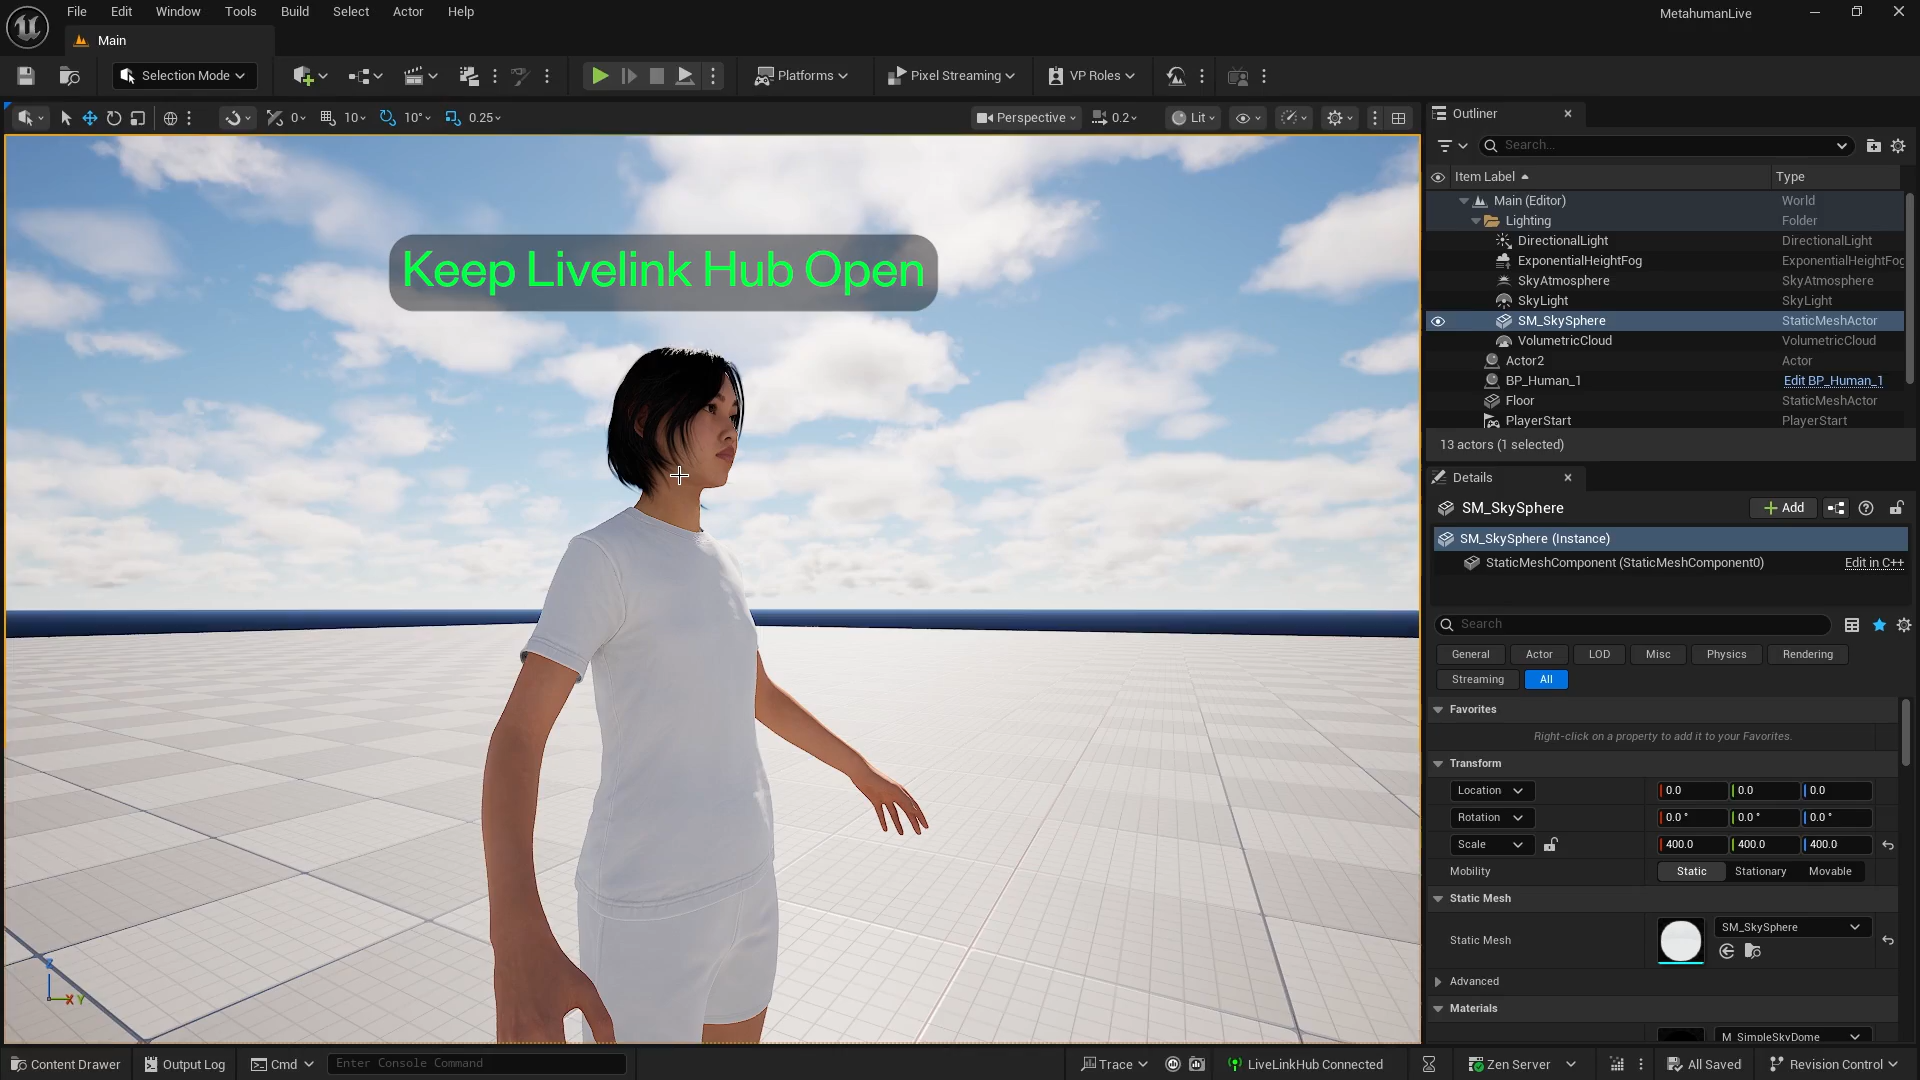 File Edit Window Tools Build Select Actor Help
MetahumanLive
Main
Selection Mode
Platforms
Pixel Streaming
VP Roles
0
10
10°
0.25
Perspective
0.2
Lit
Keep Livelink Hub Open
Outliner
Search...
Item Label
Type
Main (Editor) World
Lighting Folder
DirectionalLight DirectionalLight
ExponentialHeightFog ExponentialHeightFog
SkyAtmosphere SkyAtmosphere
SkyLight SkyLight
SM_SkySphere StaticMeshActor
VolumetricCloud VolumetricCloud
Actor2 Actor
BP_Human_1 Edit BP_Human_1
Floor StaticMeshActor
PlayerStart PlayerStart
13 actors (1 selected)
Details
SM_SkySphere
Add
SM_SkySphere (Instance)
StaticMeshComponent (StaticMeshComponent0) Edit in C++
Search
General Actor LOD Misc Physics Rendering
Streaming All
Favorites
Right-click on a property to add it to your Favorites.
Transform
Location 0.0 0.0 0.0
Rotation 0.0 ° 0.0 ° 0.0 °
Scale 400.0 400.0 400.0
Mobility Static Stationary Movable
Static Mesh
Static Mesh SM_SkySphere
Advanced
Materials
M_SimpleSkyDome
Z
X Y
Content Drawer Output Log Cmd Enter Console Command Trace LiveLinkHub Connected Zen Server All Saved Revision Control